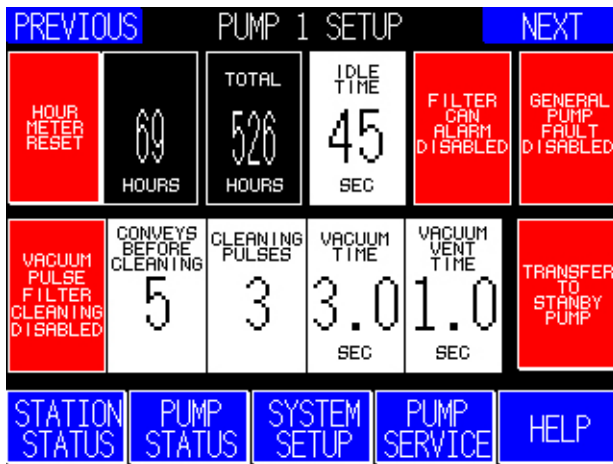 PREVIOUS
PUMP 1 SETUP
NEXT
HOUR
METER
RESET
69
HOURS
TOTAL
526
HOURS
IDLE
TIME
45
SEC
FILTER
CAN
ALARM
DISABLED
GENERAL
PUMP
FAULT
DISABLED
VACUUM
PULSE
FILTER
CLEANING
DISABLED
CONVEYS
BEFORE
CLEANING
5
CLEANING
PULSES
3
VACUUM
TIME
3.0
SEC
VACUUM
VENT
TIME
1.0
SEC
TRANSFER
TO
STANBY
PUMP
STATION
STATUS
PUMP
STATUS
SYSTEM
SETUP
PUMP
SERVICE
HELP